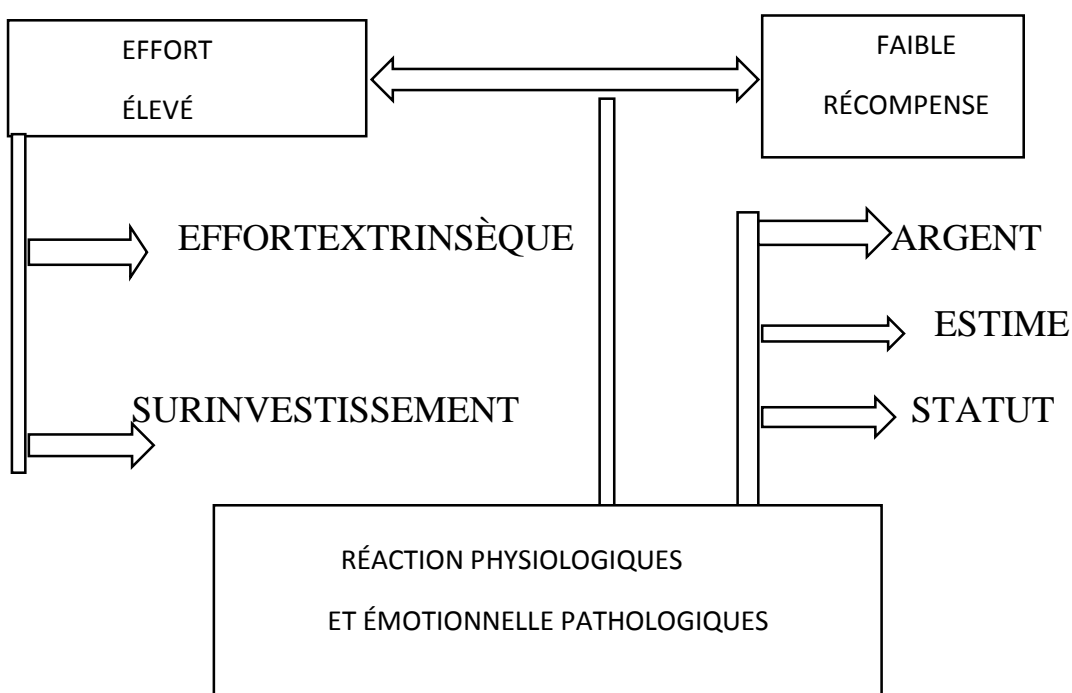 EFFORT
ÉLEVÉ
FAIBLE
RÉCOMPENSE
EFFORTEXTRINSÈQUE
ARGENT
ESTIME
SURINVESTISSEMENT
STATUT
RÉACTION PHYSIOLOGIQUES
ET ÉMOTIONNELLE PATHOLOGIQUES